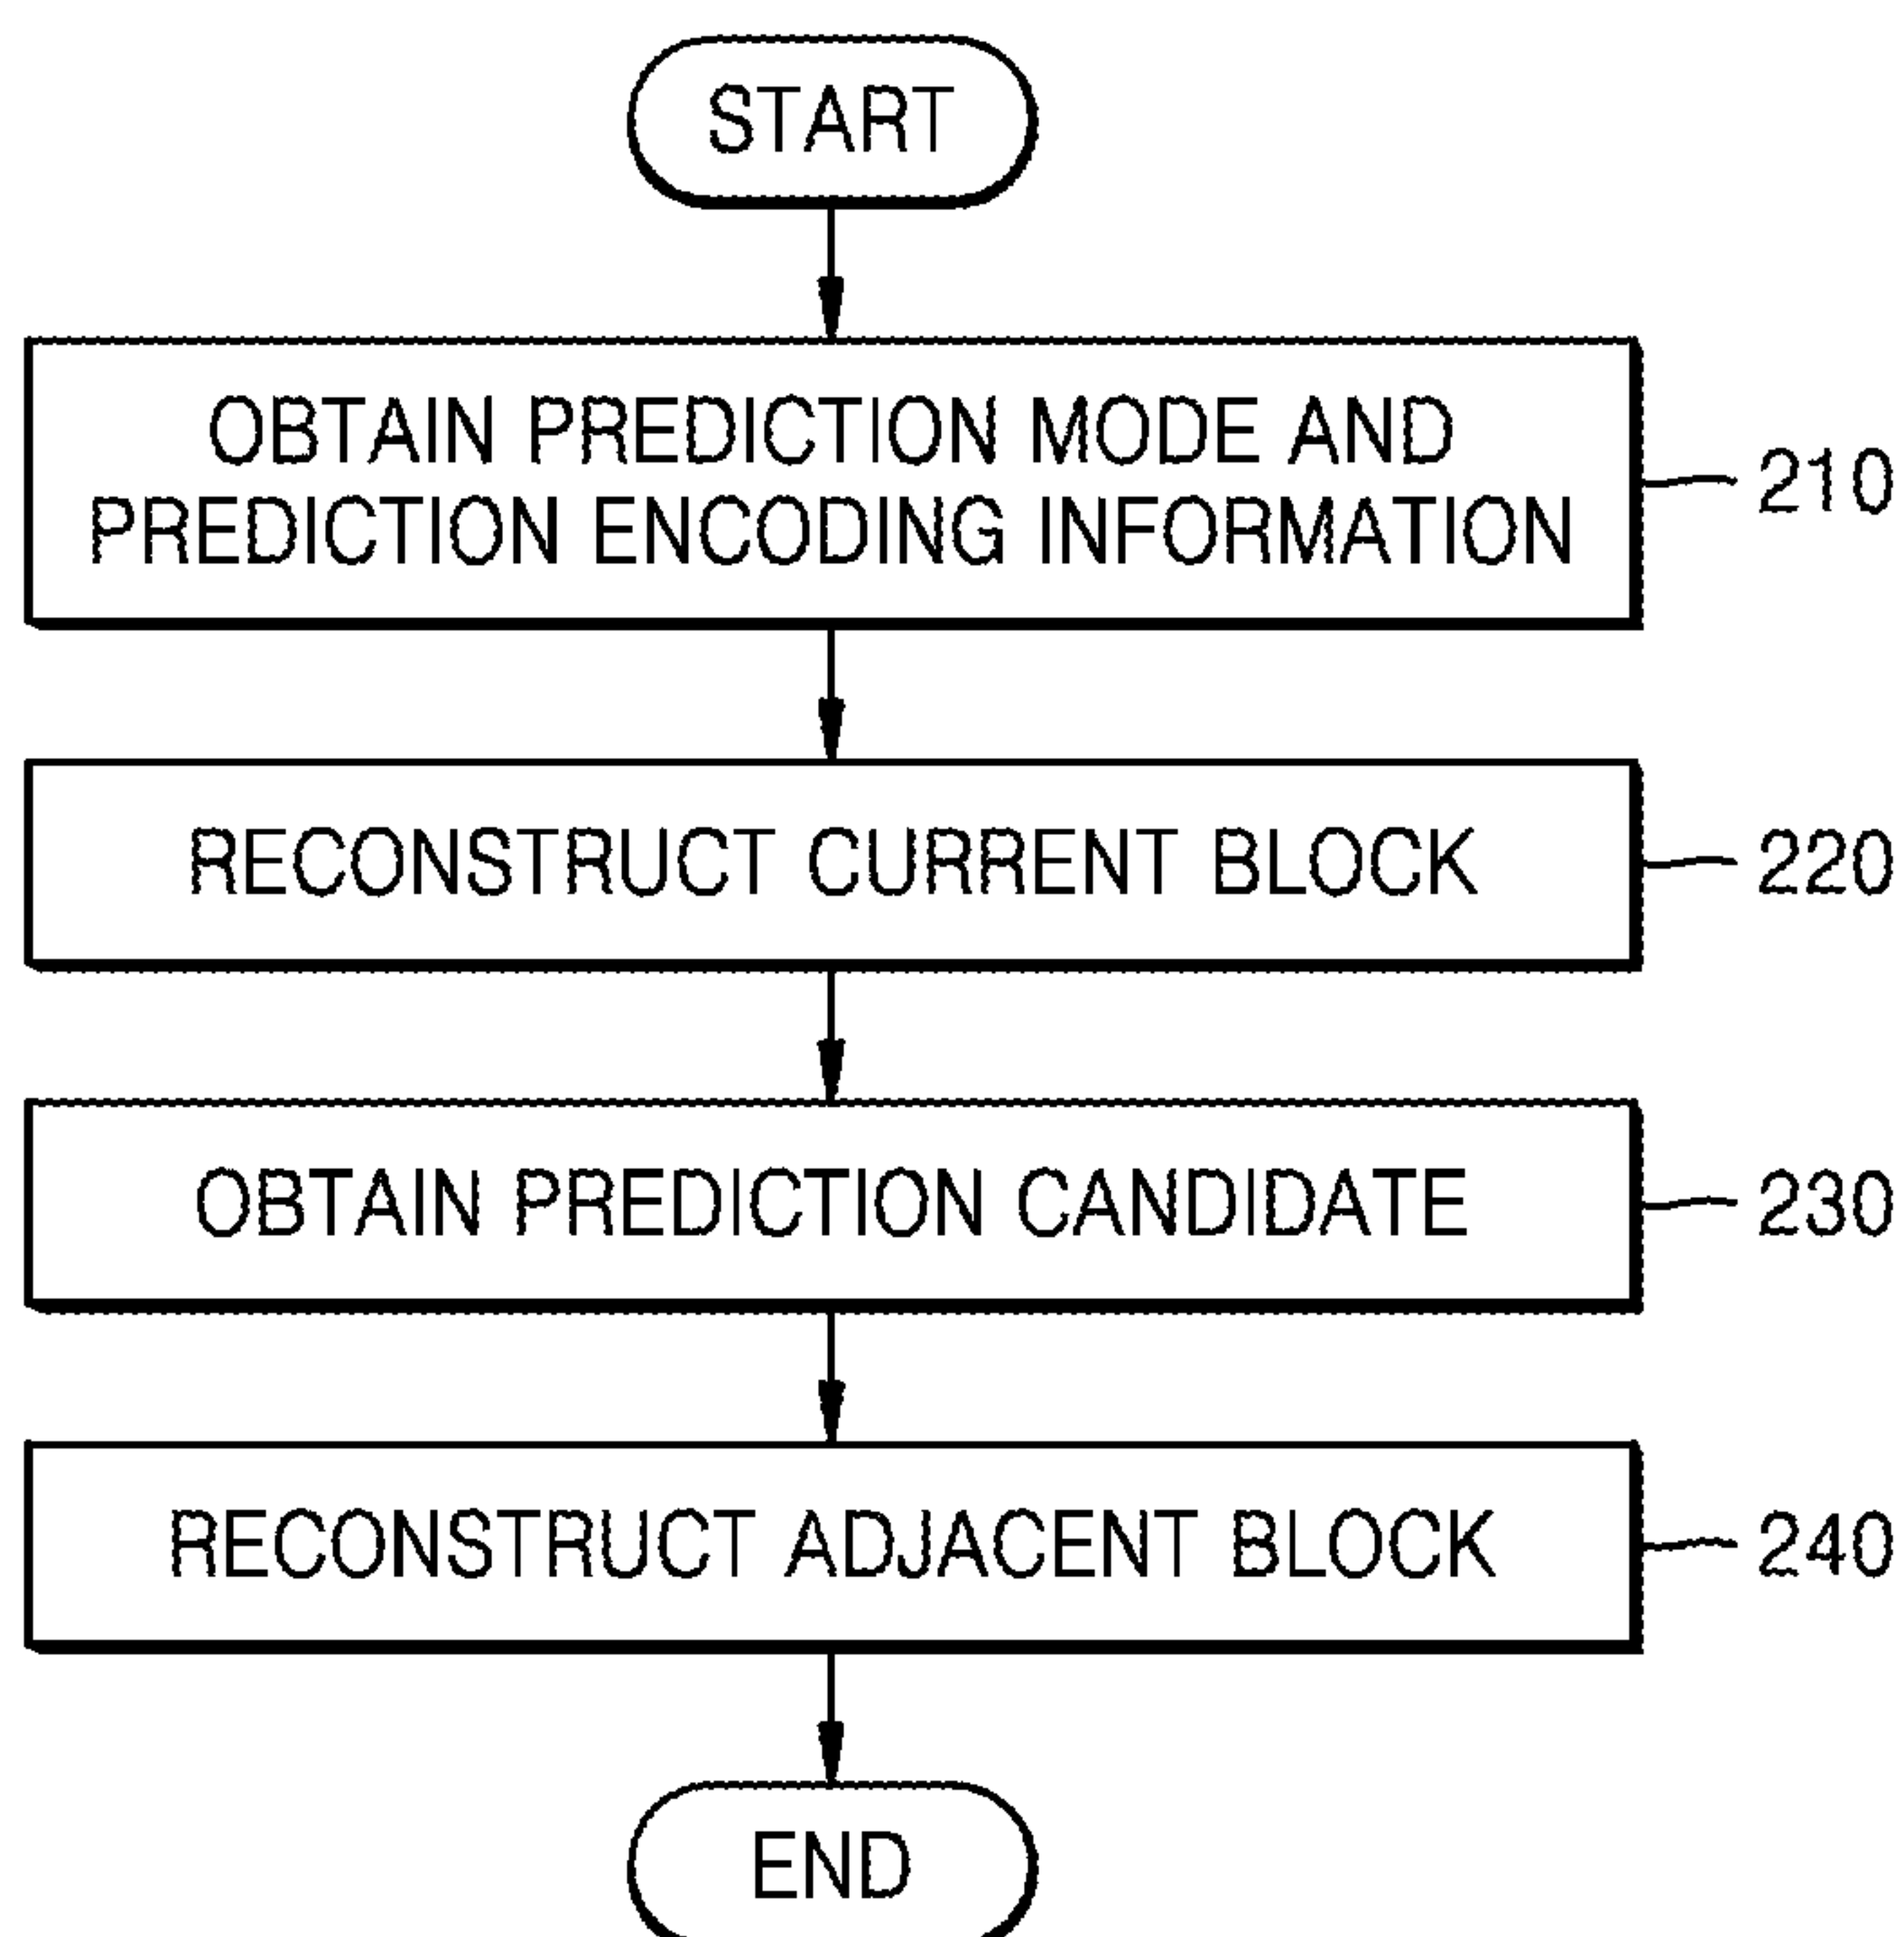 START
OBTAIN PREDICTION MODE AND
PREDICTION ENCODING INFORMATION
210
RECONSTRUCT CURRENT BLOCK
220
OBTAIN PREDICTION CANDIDATE
230
RECONSTRUCT ADJACENT BLOCK
240
END